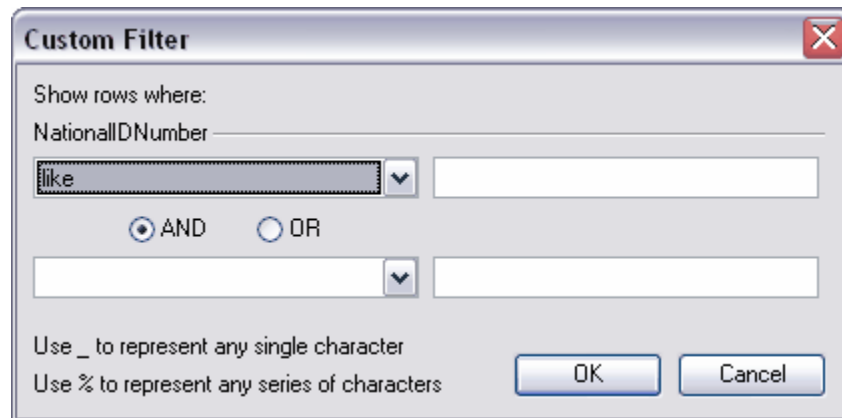 Custom Filter
Show rows where:
NationalIDNumber
like
AND OR
Use _ to represent any single character
Use % to represent any series of characters
OK Cancel